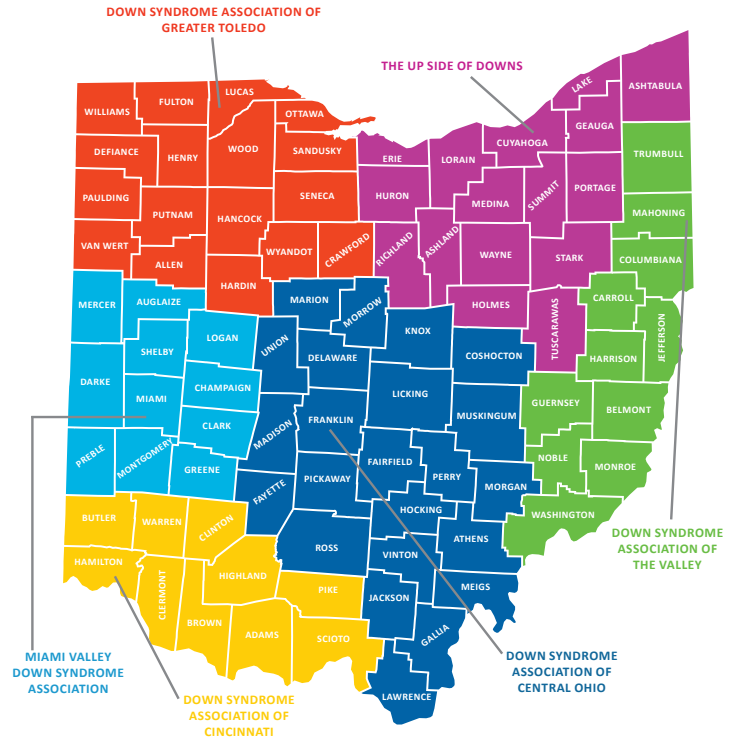 DOWN SYNDROME ASSOCIATION OF
GREATER TOLEDO
THE UP SIDE OF DOWNS
WILLIAMS
FULTON
LUCAS
OTTAWA
DEFIANCE
HENRY
WOOD
SANDUSKY
PAULDING
PUTNAM
HANCOCK
SENECA
VAN WERT
ALLEN
WYANDOT
CRAWFORD
HARDIN
ERIE
LORAIN
CUYAHOGA
LAKE
GEAUGA
ASHTABULA
HURON
MEDINA
SUMMIT
PORTAGE
RICHLAND
ASHLAND
WAYNE
STARK
HOLMES
TUSCARAWAS
TRUMBULL
MAHONING
COLUMBIANA
CARROLL
JEFFERSON
HARRISON
GUERNSEY
BELMONT
NOBLE
MONROE
WASHINGTON
MERCER
AUGLAIZE
SHELBY
LOGAN
DARKE
MIAMI
CHAMPAIGN
CLARK
PREBLE
MONTGOMERY
GREENE
MARION
MORROW
KNOX
UNION
DELAWARE
COSHOCTON
LICKING
MUSKINGUM
MADISON
FRANKLIN
FAIRFIELD
PERRY
MORGAN
FAYETTE
PICKAWAY
HOCKING
ROSS
VINTON
ATHENS
JACKSON
MEIGS
GALLIA
LAWRENCE
BUTLER
WARREN
CLINTON
HAMILTON
CLERMONT
HIGHLAND
PIKE
BROWN
ADAMS
SCIOTO
DOWN SYNDROME
ASSOCIATION OF
THE VALLEY
MIAMI VALLEY
DOWN SYNDROME
ASSOCIATION
DOWN SYNDROME
ASSOCIATION OF
CENTRAL OHIO
DOWN SYNDROME
ASSOCIATION OF
CINCINNATI